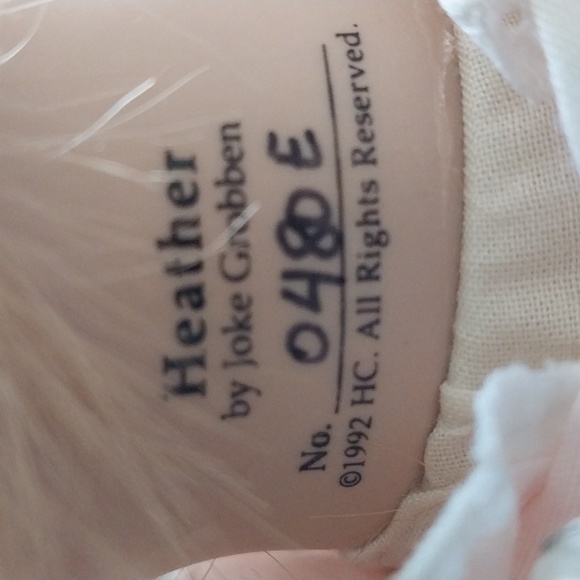 Heather
by Joke Grobben
No. 0480E
©1992 HC. All Rights Reserved.